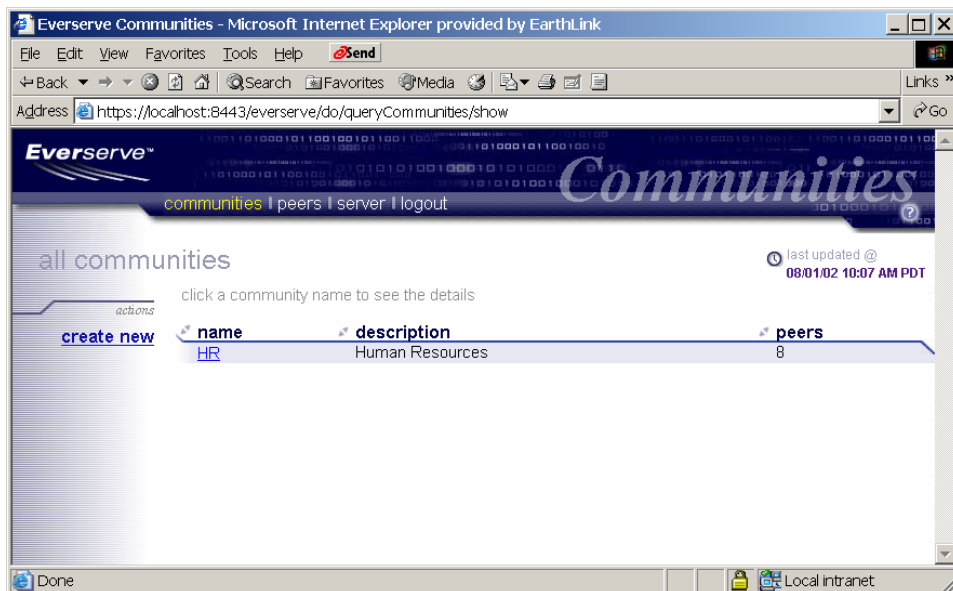 Everserve Communities - Microsoft Internet Explorer provided by EarthLink
File Edit View Favorites Tools Help Send
Back Search Favorites Media Links »
Address https://localhost:8443/everserve/do/queryCommunities/show Go
Everserve™
Communities
communities | peers | server | logout
?
all communities
last updated @
08/01/02 10:07 AM PDT
click a community name to see the details
actions
create new
name description peers
HR Human Resources 8
Done Local intranet